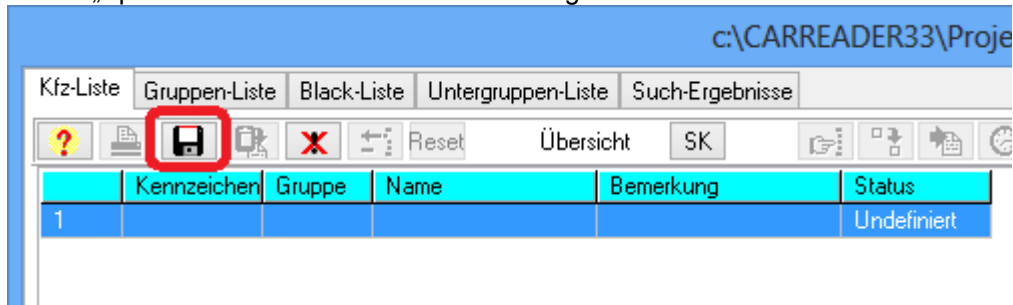 c:\CARREADER33\Proje
Kfz-Liste Gruppen-Liste Black-Liste Untergruppen-Liste Such-Ergebnisse
? Reset Übersicht SK
Kennzeichen Gruppe Name Bemerkung Status
1 Undefiniert